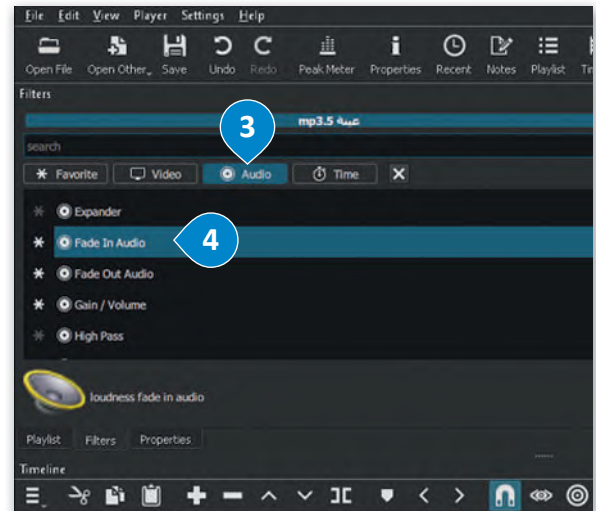 File Edit View Player Settings Help
Open File Open Other_ Save Undo Redo Peak Meter Properties Recent Notes Playlist
Filters
عينة mp3.5
3
search
Favorite Video Audio Time
Expander
Fade In Audio
4
Fade Out Audio
Gain / Volume
High Pass
loudness fade in audio
Playlist Filters Properties
Timeline